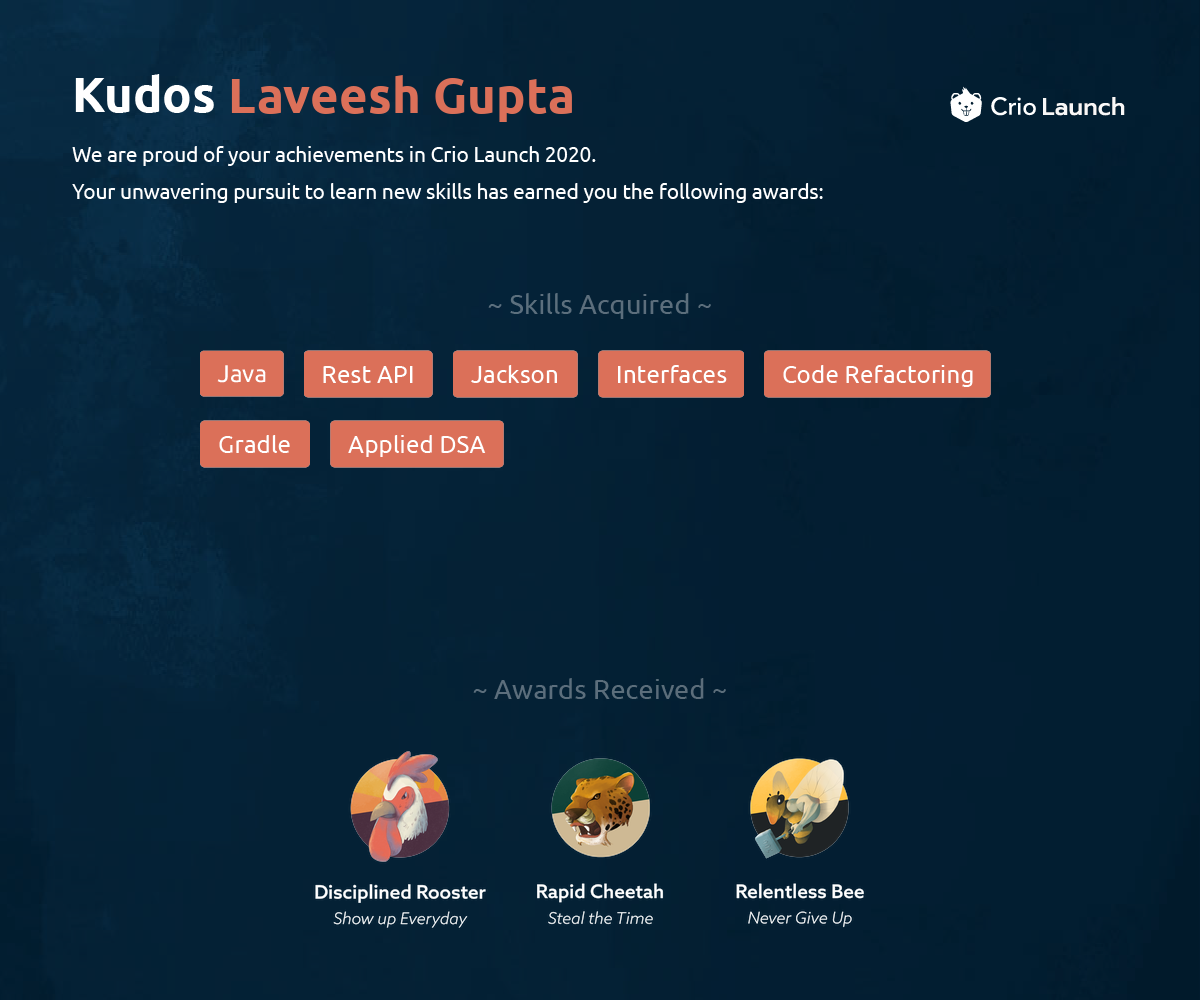 Kudos Laveesh Gupta
Crio Launch
We are proud of your achievements in Crio Launch 2020.
Your unwavering pursuit to learn new skills has earned you the following awards:
~ Skills Acquired ~
Java Rest API Jackson Interfaces Code Refactoring
Gradle Applied DSA
~ Awards Received ~
Disciplined Rooster Rapid Cheetah Relentless Bee
Show up Everyday Steal the Time Never Give Up